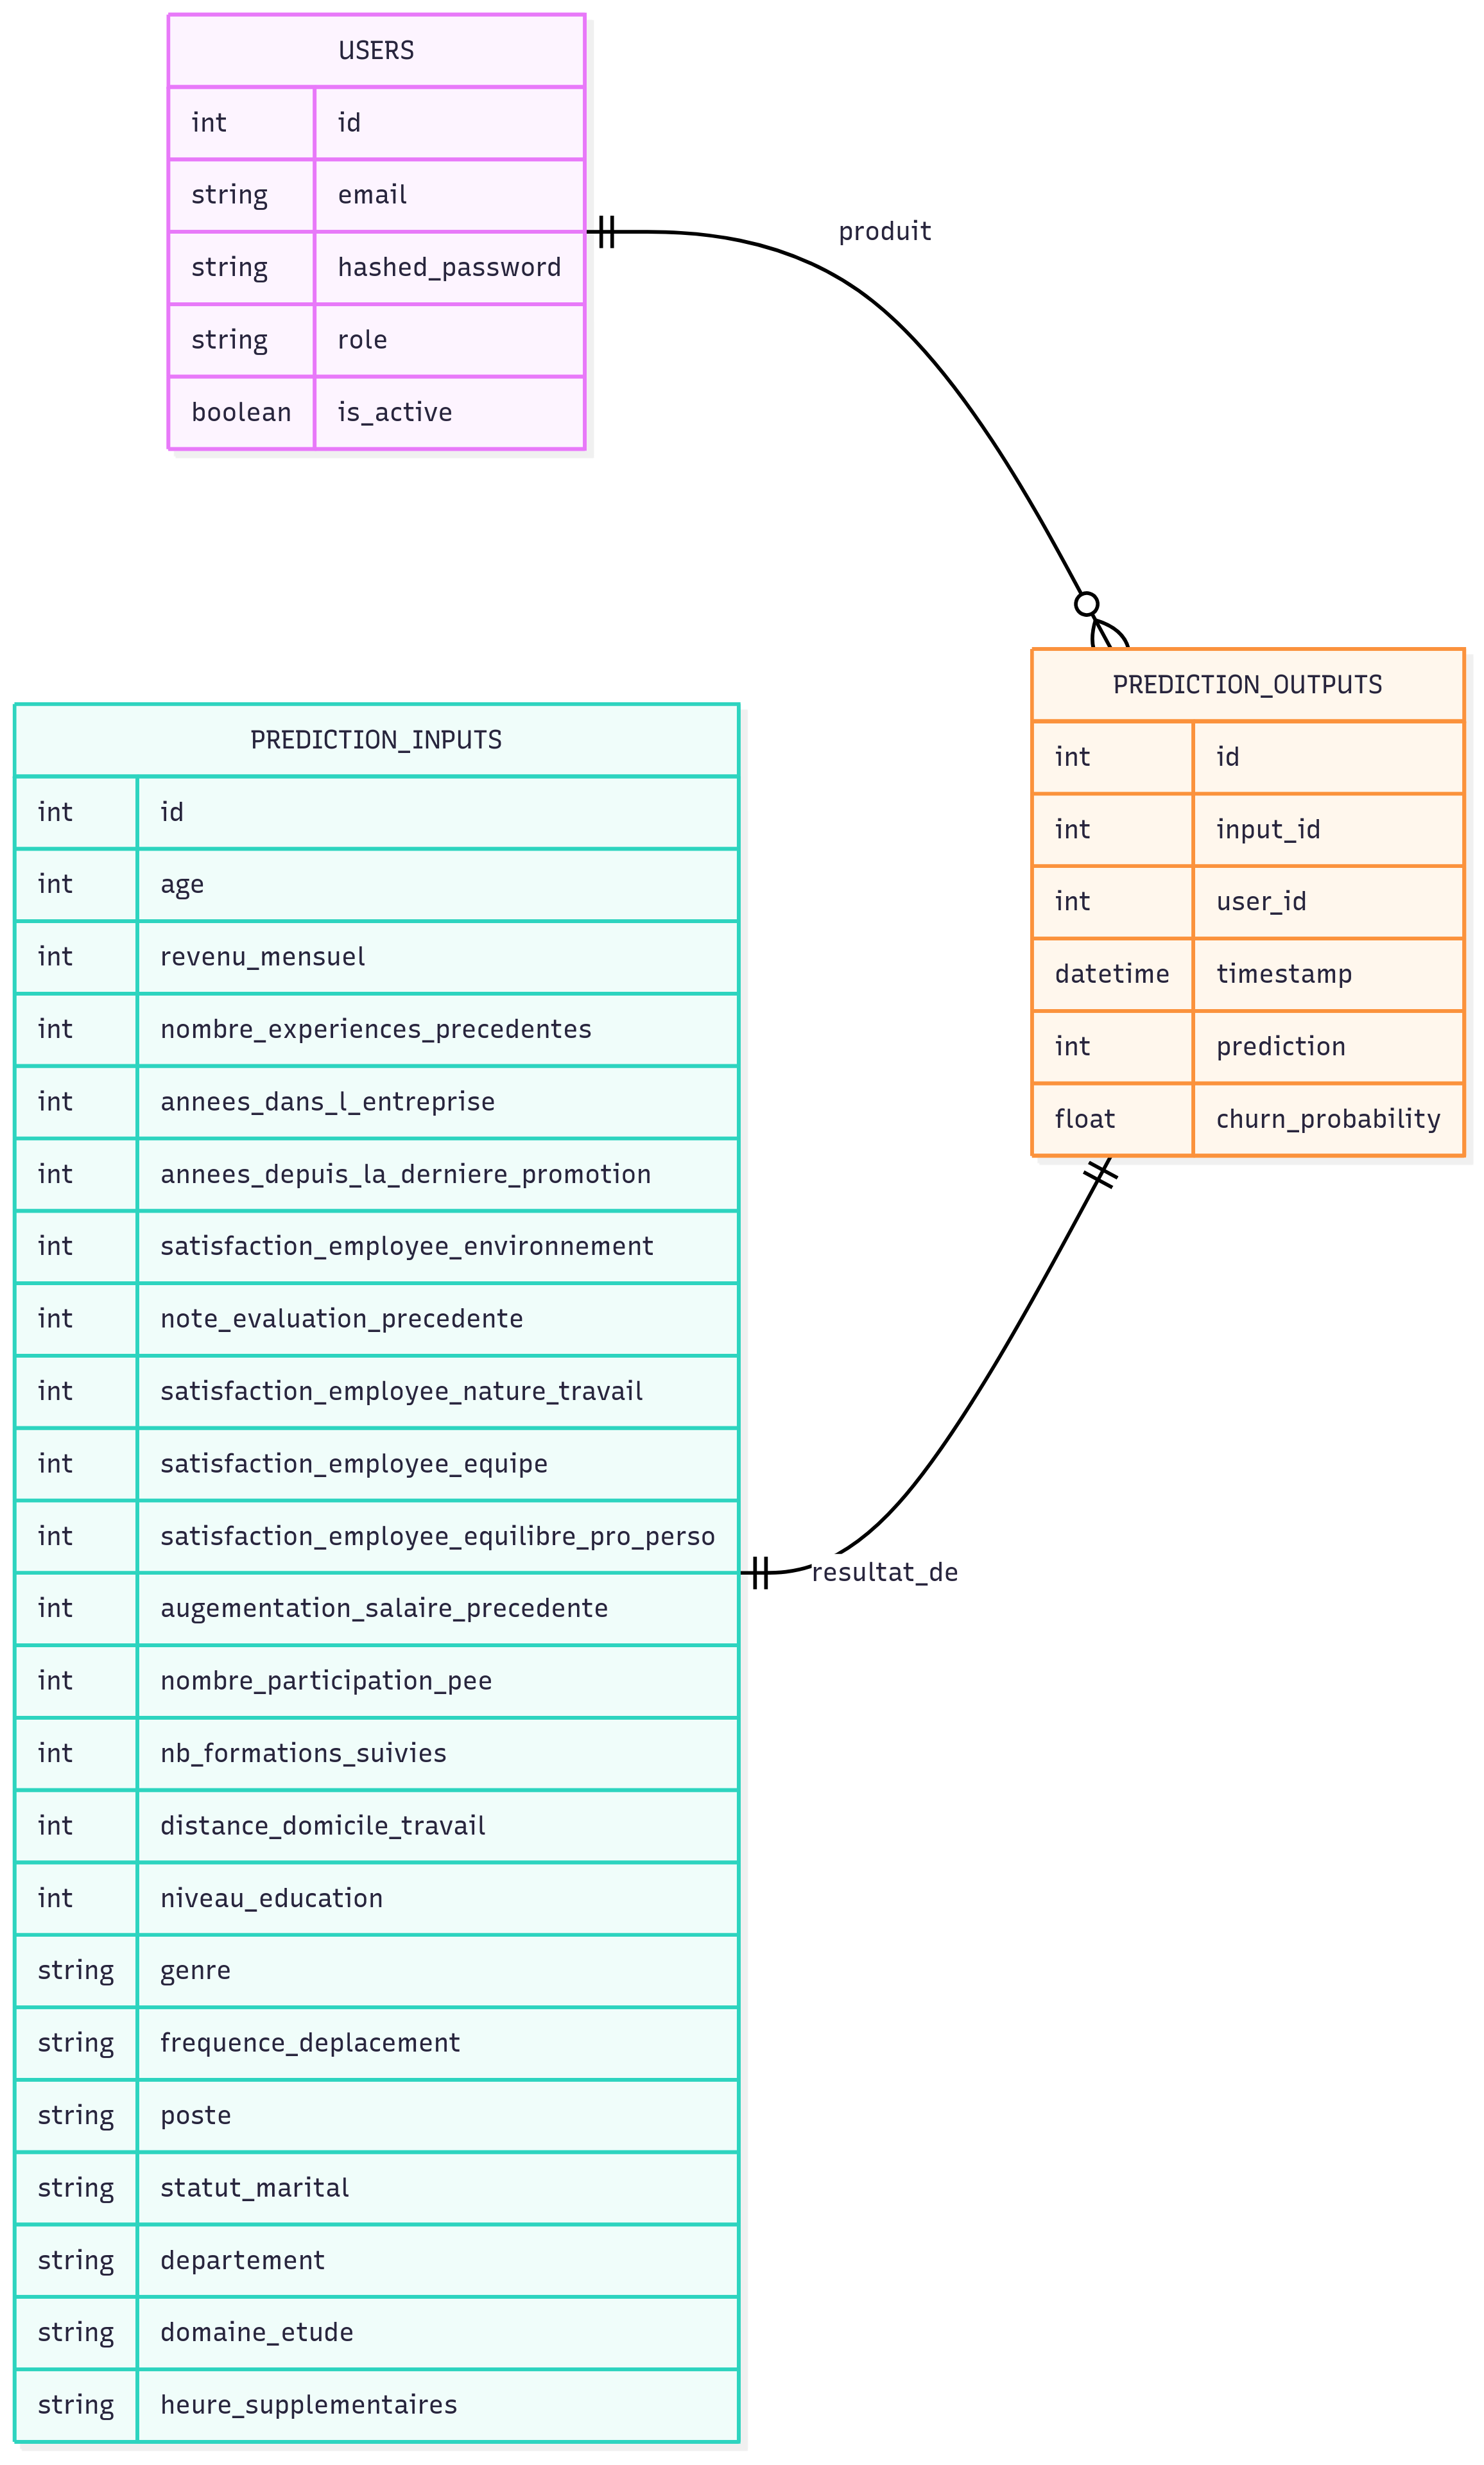 USERS
int id
string email
string hashed_password
string role
boolean is_active
produit
PREDICTION_OUTPUTS
int id
int input_id
int user_id
datetime timestamp
int prediction
float churn_probability
resultat_de
PREDICTION_INPUTS
int id
int age
int revenu_mensuel
int nombre_experiences_precedentes
int annees_dans_l_entreprise
int annees_depuis_la_derniere_promotion
int satisfaction_employee_environnement
int note_evaluation_precedente
int satisfaction_employee_nature_travail
int satisfaction_employee_equipe
int satisfaction_employee_equilibre_pro_perso
int augementation_salaire_precedente
int nombre_participation_pee
int nb_formations_suivies
int distance_domicile_travail
int niveau_education
string genre
string frequence_deplacement
string poste
string statut_marital
string departement
string domaine_etude
string heure_supplementaires